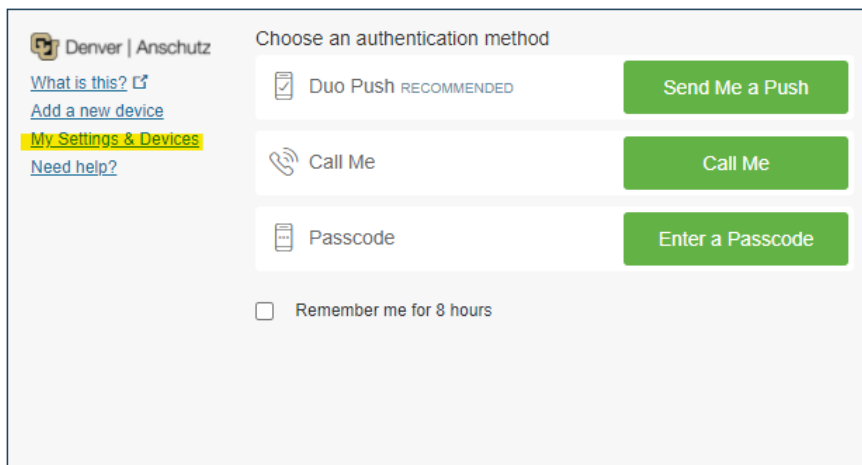 Denver | Anschutz
What is this?
Add a new device
My Settings & Devices
Need help?
Choose an authentication method
Duo Push RECOMMENDED
Send Me a Push
Call Me
Call Me
Passcode
Enter a Passcode
Remember me for 8 hours